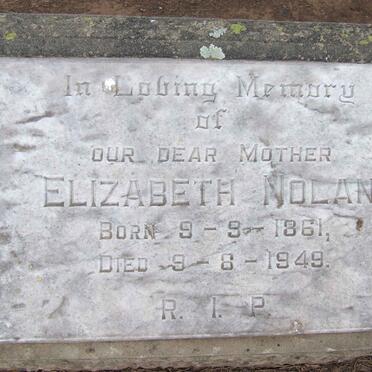 In Loving Memory
of
OUR DEAR MOTHER
ELIZABETH NOLAN
BORN 9-9-1861,
DIED 9-8-1949.
R. I. P.